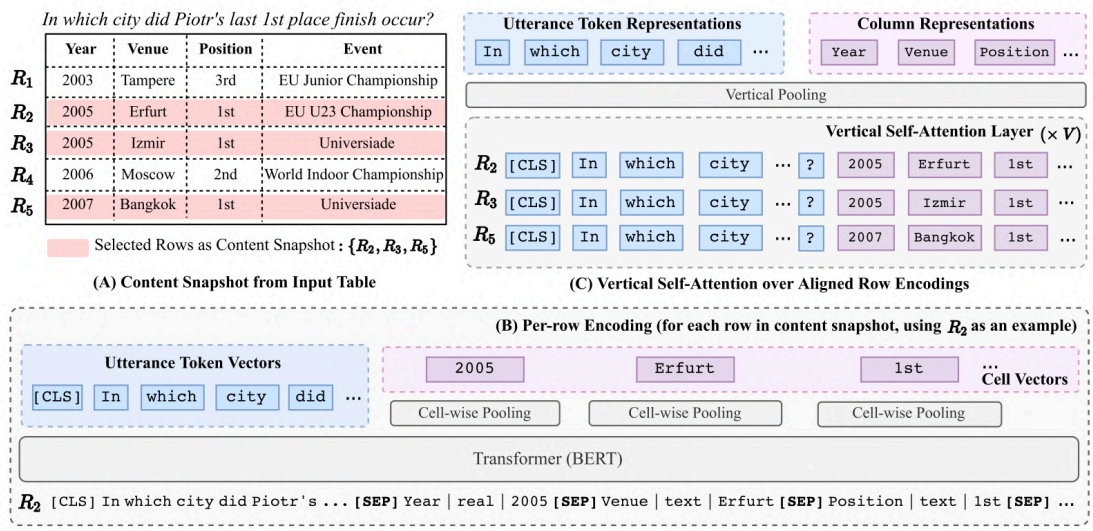 In which city did Piotr's last 1st place finish occur?
Year Venue Position Event
R1 2003 Tampere 3rd EU Junior Championship
R2 2005 Erfurt 1st EU U23 Championship
R3 2005 Izmir 1st Universiade
R4 2006 Moscow 2nd World Indoor Championship
R5 2007 Bangkok 1st Universiade
Selected Rows as Content Snapshot : {R2, R3, R5}
(A) Content Snapshot from Input Table
Utterance Token Representations
In which city did ...
Column Representations
Year Venue Position ...
Vertical Pooling
Vertical Self-Attention Layer (× V)
R2 [CLS] In which city ... ? 2005 Erfurt 1st ...
R3 [CLS] In which city ... ? 2005 Izmir 1st ...
R5 [CLS] In which city ... ? 2007 Bangkok 1st ...
(C) Vertical Self-Attention over Aligned Row Encodings
(B) Per-row Encoding (for each row in content snapshot, using R2 as an example)
Utterance Token Vectors
[CLS] In which city did ...
2005 Erfurt 1st ...
Cell Vectors
Cell-wise Pooling Cell-wise Pooling Cell-wise Pooling
Transformer (BERT)
R2 [CLS] In which city did Piotr's ... [SEP] Year | real | 2005 [SEP] Venue | text | Erfurt [SEP] Position | text | 1st [SEP] ...